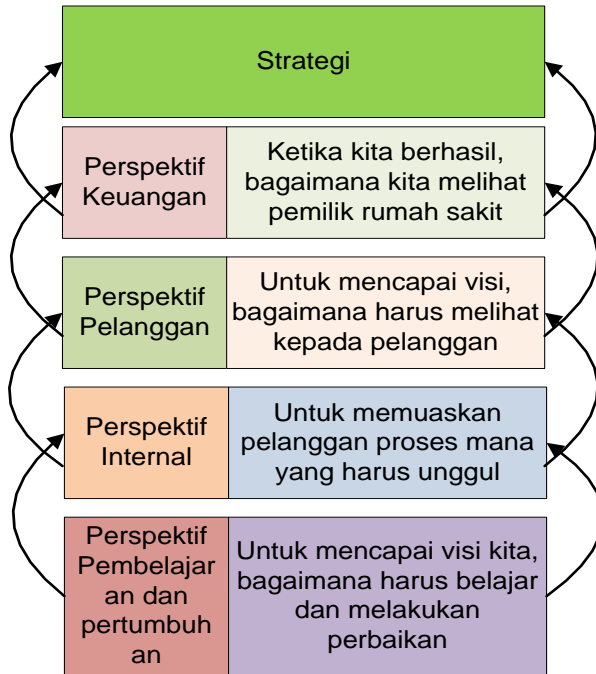 Strategi
Perspektif
Keuangan
Ketika kita berhasil,
bagaimana kita melihat
pemilik rumah sakit
Perspektif
Pelanggan
Untuk mencapai visi,
bagaimana harus melihat
kepada pelanggan
Perspektif
Internal
Untuk memuaskan
pelanggan proses mana
yang harus unggul
Perspektif
Pembelajar
an dan
pertumbuh
an
Untuk mencapai visi kita,
bagaimana harus belajar
dan melakukan
perbaikan